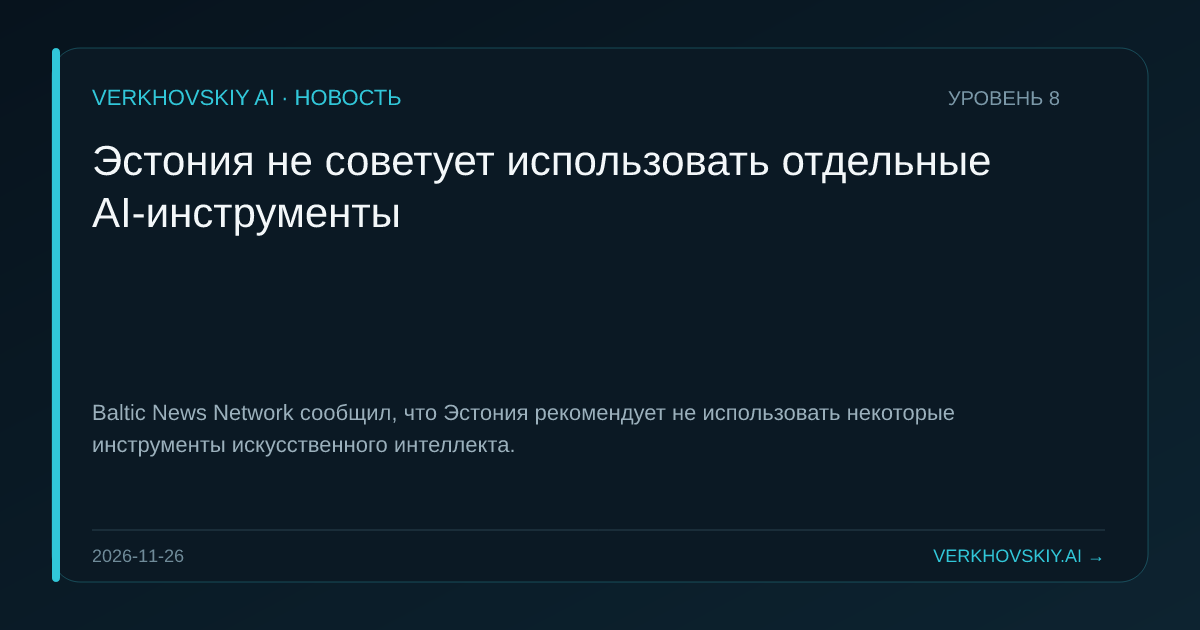 VERKHOVSKIY AI · НОВОСТЬ
УРОВЕНЬ 8
Эстония не советует использовать отдельные
AI-инструменты
Baltic News Network сообщил, что Эстония рекомендует не использовать некоторые
инструменты искусственного интеллекта.
2026-11-26
VERKHOVSKIY.AI →